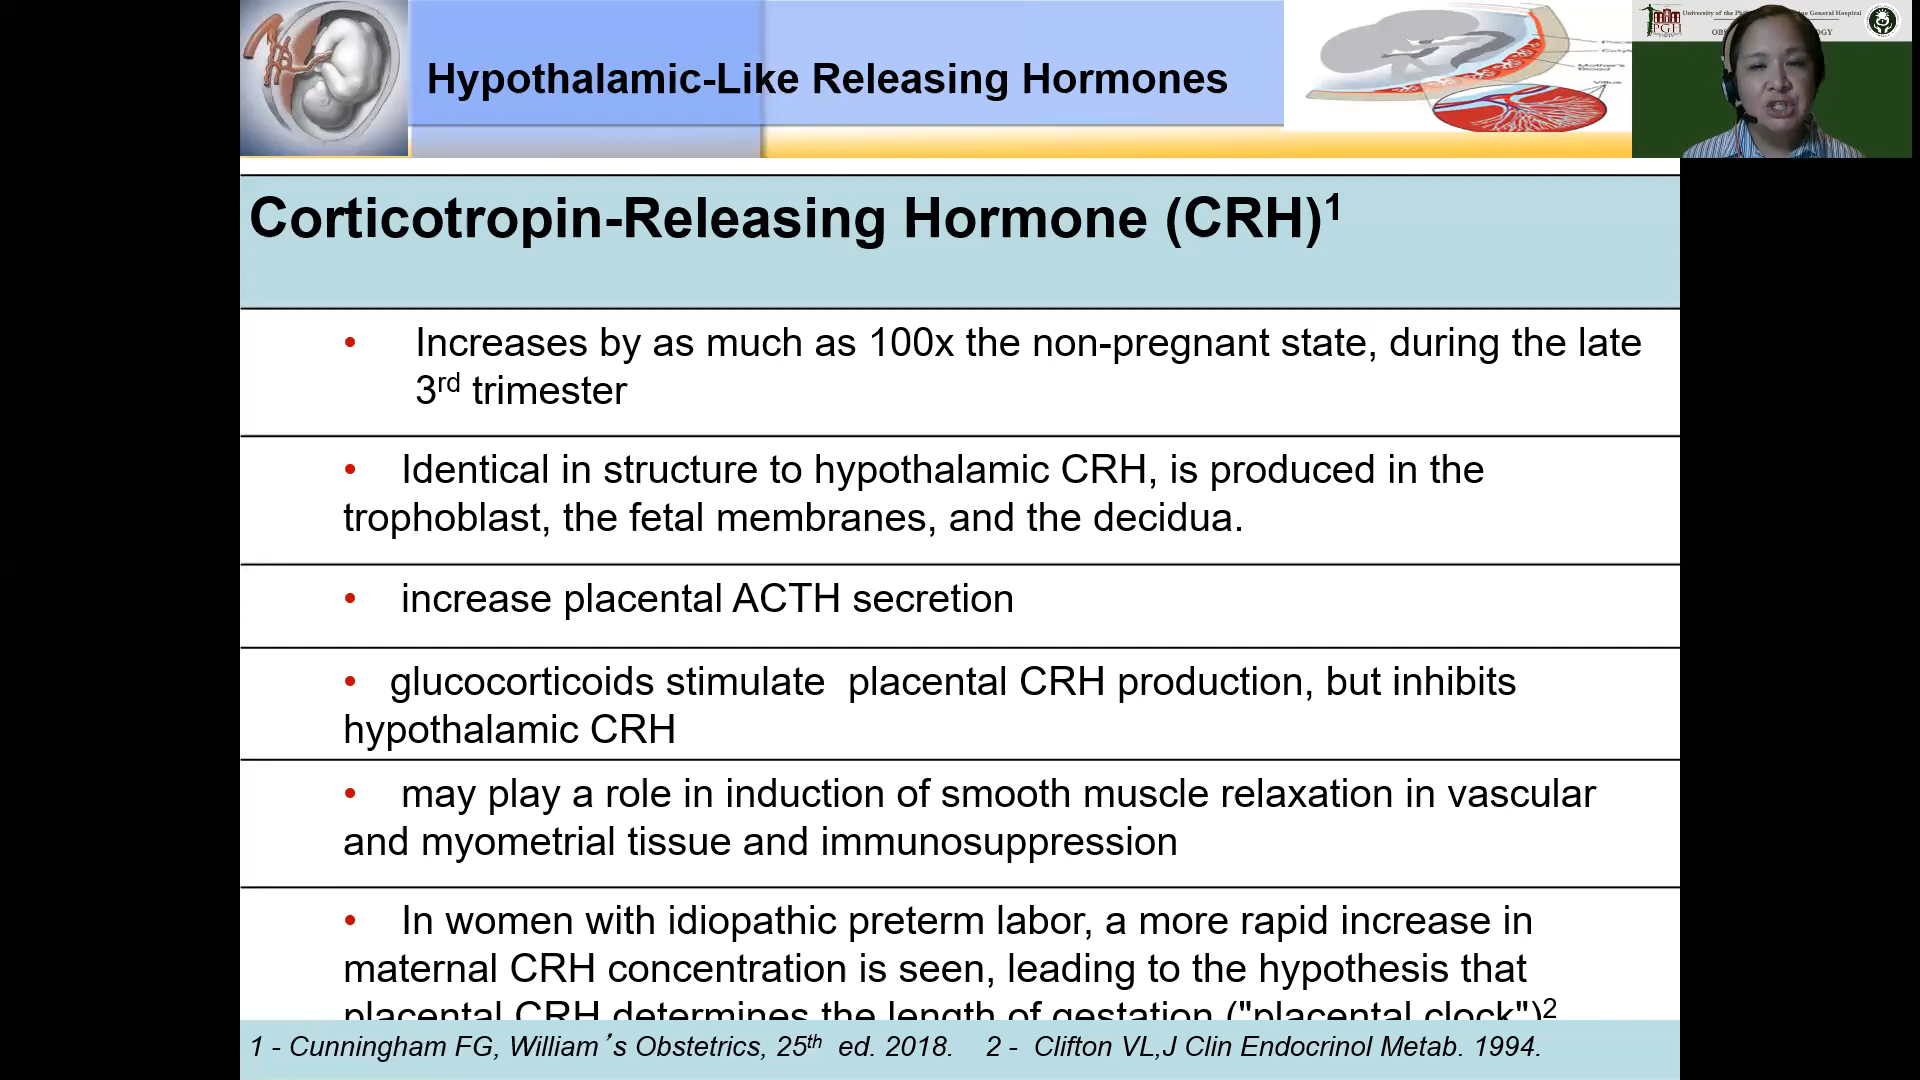 Hypothalamic-Like Releasing Hormones
Mother's
Blood
Villus
PGH
Corticotropin-Releasing Hormone (CRH)1
• Increases by as much as 100x the non-pregnant state, during the late
3rd trimester
• Identical in structure to hypothalamic CRH, is produced in the
trophoblast, the fetal membranes, and the decidua.
• increase placental ACTH secretion
• glucocorticoids stimulate placental CRH production, but inhibits
hypothalamic CRH
• may play a role in induction of smooth muscle relaxation in vascular
and myometrial tissue and immunosuppression
• In women with idiopathic preterm labor, a more rapid increase in
maternal CRH concentration is seen, leading to the hypothesis that
placental CRH determines the length of gestation ("placental clock")2
1 - Cunningham FG, William's Obstetrics, 25th ed. 2018. 2 - Clifton VL,J Clin Endocrinol Metab. 1994.